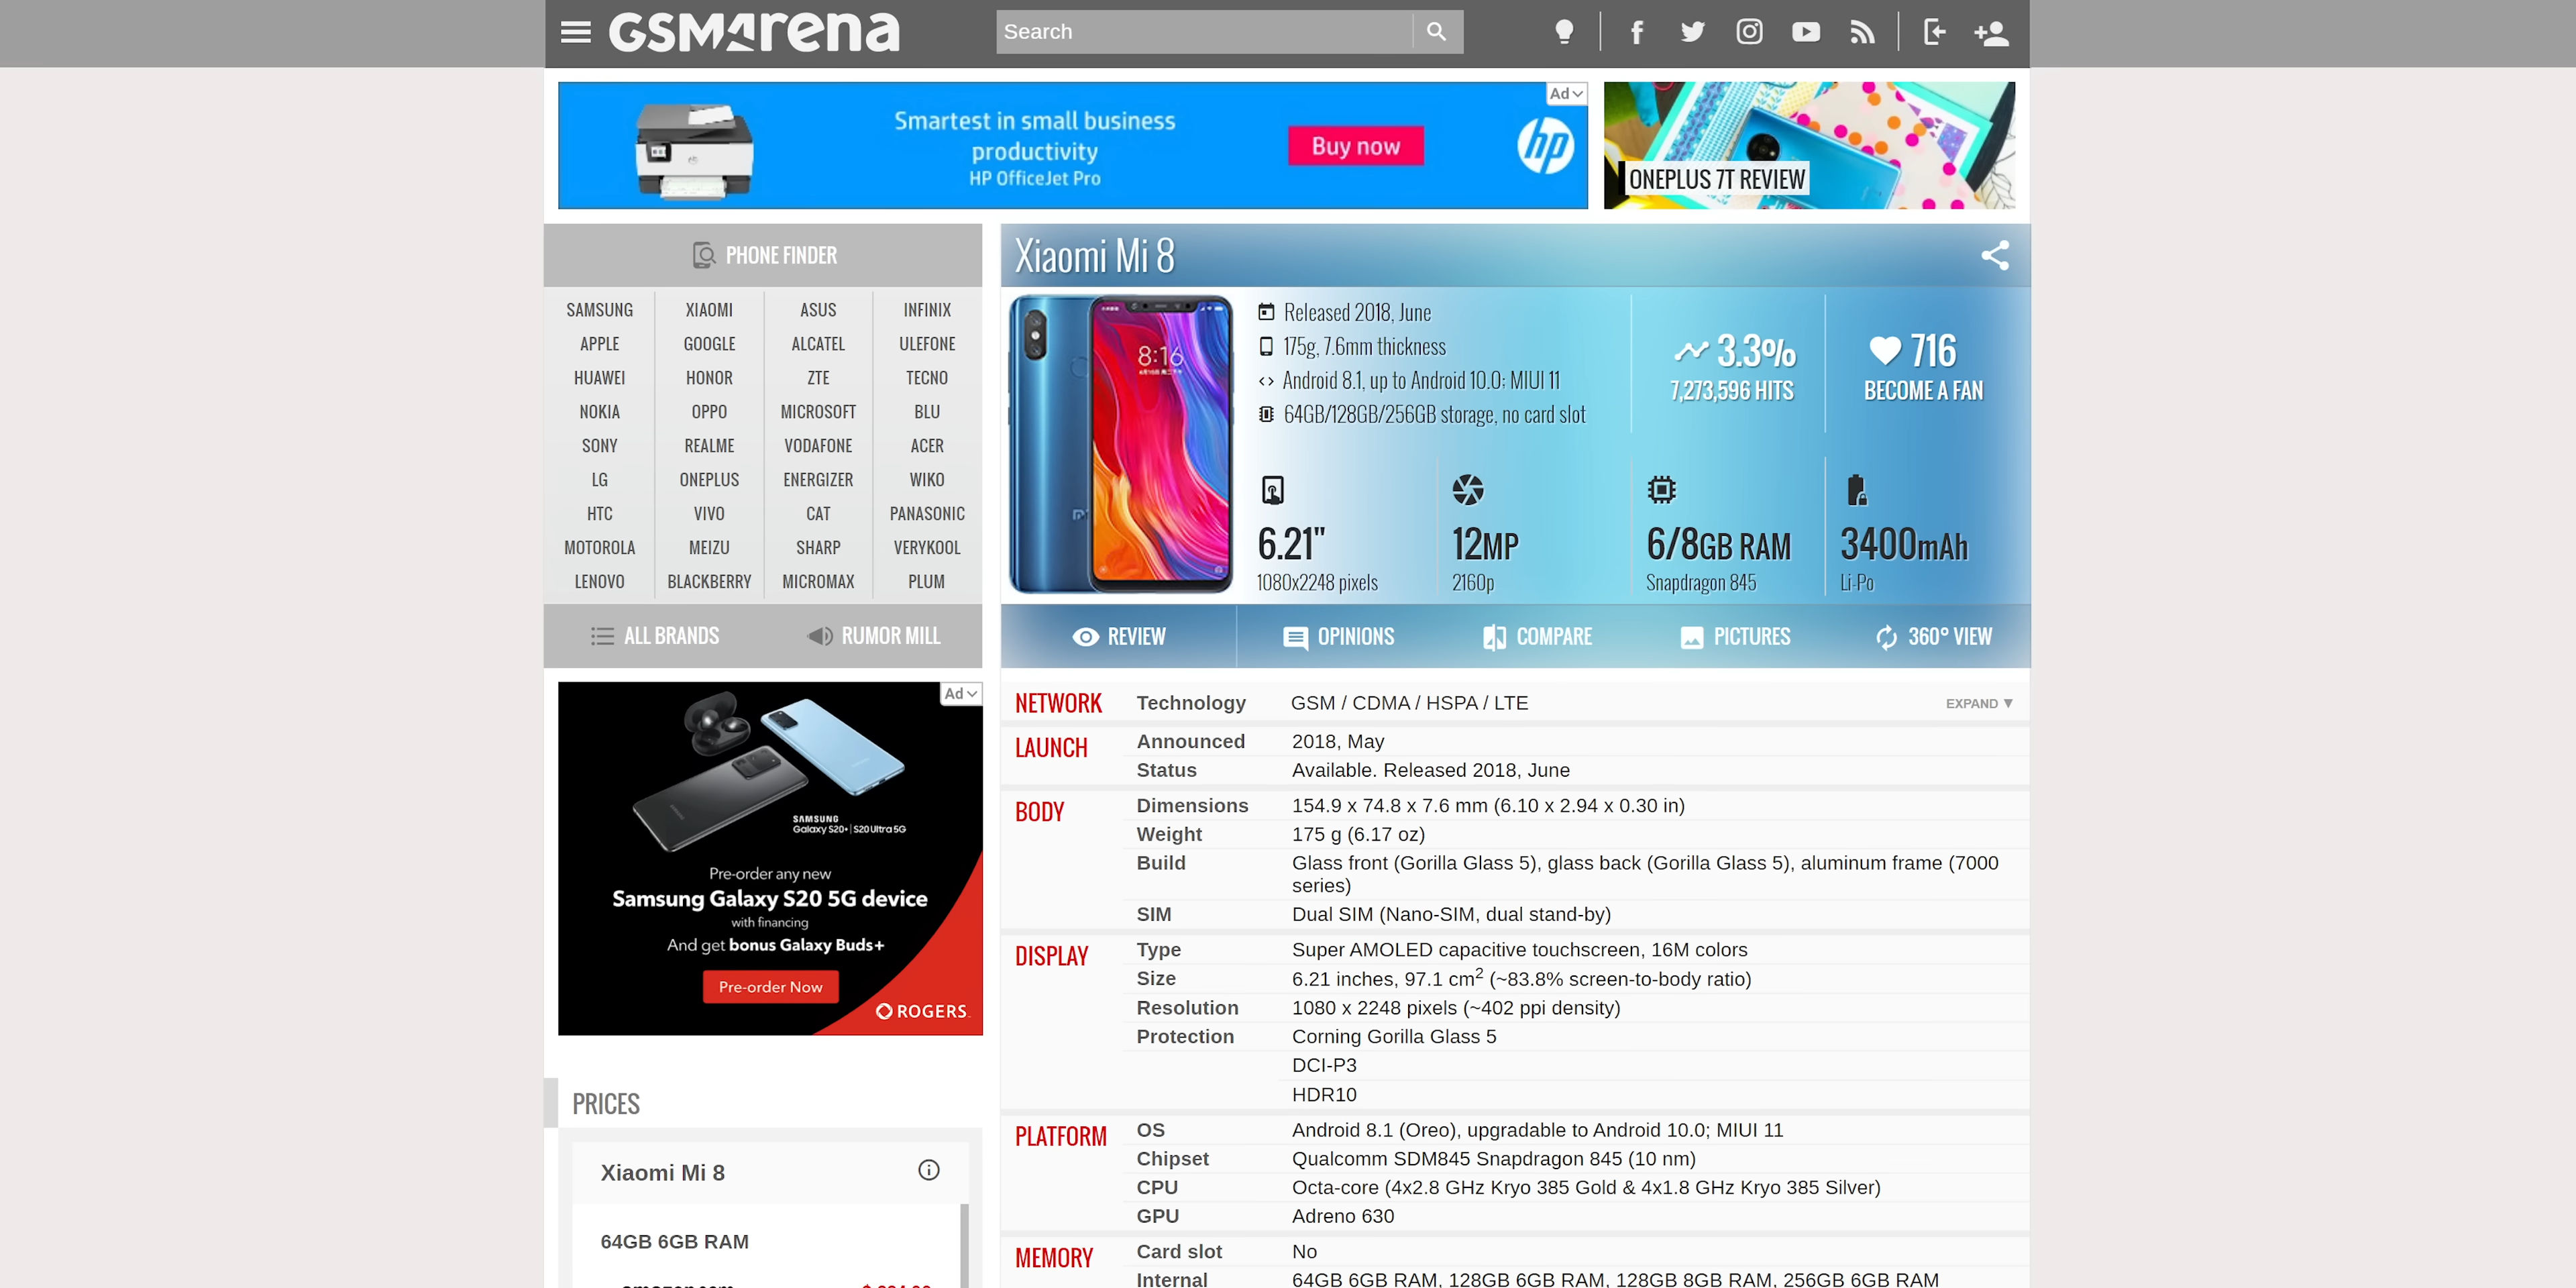 GSMArena
Search
Ad
Smartest in small business
productivity
HP OfficeJet Pro
Buy now
hp
ONEPLUS 7T REVIEW
PHONE FINDER
SAMSUNG XIAOMI ASUS INFINIX
APPLE GOOGLE ALCATEL ULEFONE
HUAWEI HONOR ZTE TECNO
NOKIA OPPO MICROSOFT BLU
SONY REALME VODAFONE ACER
LG ONEPLUS ENERGIZER WIKO
HTC VIVO CAT PANASONIC
MOTOROLA MEIZU SHARP VERYKOOL
LENOVO BLACKBERRY MICROMAX PLUM
ALL BRANDS RUMOR MILL
Xiaomi Mi 8
8:16
Released 2018, June
175g, 7.6mm thickness
Android 8.1, up to Android 10.0; MIUI 11
64GB/128GB/256GB storage, no card slot
3.3%
7,273,596 HITS
716
BECOME A FAN
6.21"
1080x2248 pixels
12MP
2160p
6/8GB RAM
Snapdragon 845
3400mAh
Li-Po
REVIEW OPINIONS COMPARE PICTURES 360° VIEW
Ad
SAMSUNG
Galaxy S20+ | S20 Ultra 5G
Pre-order any new
Samsung Galaxy S20 5G device
with financing
And get bonus Galaxy Buds+
Pre-order Now
ROGERS
PRICES
Xiaomi Mi 8
64GB 6GB RAM
NETWORK Technology GSM / CDMA / HSPA / LTE EXPAND ▼
LAUNCH Announced 2018, May
Status Available. Released 2018, June
BODY Dimensions 154.9 x 74.8 x 7.6 mm (6.10 x 2.94 x 0.30 in)
Weight 175 g (6.17 oz)
Build Glass front (Gorilla Glass 5), glass back (Gorilla Glass 5), aluminum frame (7000
series)
SIM Dual SIM (Nano-SIM, dual stand-by)
DISPLAY Type Super AMOLED capacitive touchscreen, 16M colors
Size 6.21 inches, 97.1 cm2 (~83.8% screen-to-body ratio)
Resolution 1080 x 2248 pixels (~402 ppi density)
Protection Corning Gorilla Glass 5
DCI-P3
HDR10
PLATFORM OS Android 8.1 (Oreo), upgradable to Android 10.0; MIUI 11
Chipset Qualcomm SDM845 Snapdragon 845 (10 nm)
CPU Octa-core (4x2.8 GHz Kryo 385 Gold & 4x1.8 GHz Kryo 385 Silver)
GPU Adreno 630
MEMORY Card slot No
Internal 64GB 6GB RAM, 128GB 6GB RAM, 128GB 8GB RAM, 256GB 6GB RAM